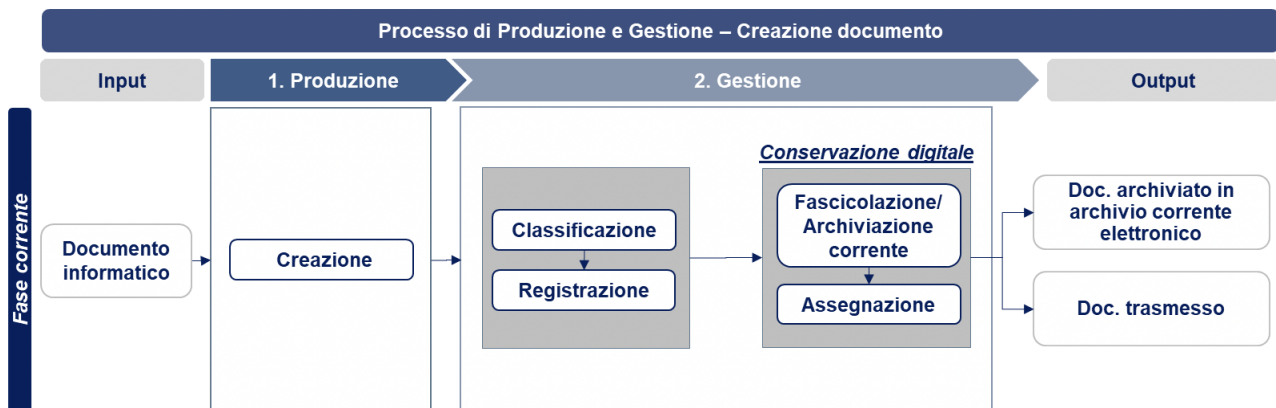 Processo di Produzione e Gestione – Creazione documento
Input
1. Produzione
2. Gestione
Output
Fase corrente
Documento
informatico
Creazione
Classificazione
Registrazione
Conservazione digitale
Fascicolazione/
Archiviazione
corrente
Assegnazione
Doc. archiviato in
archivio corrente
elettronico
Doc. trasmesso